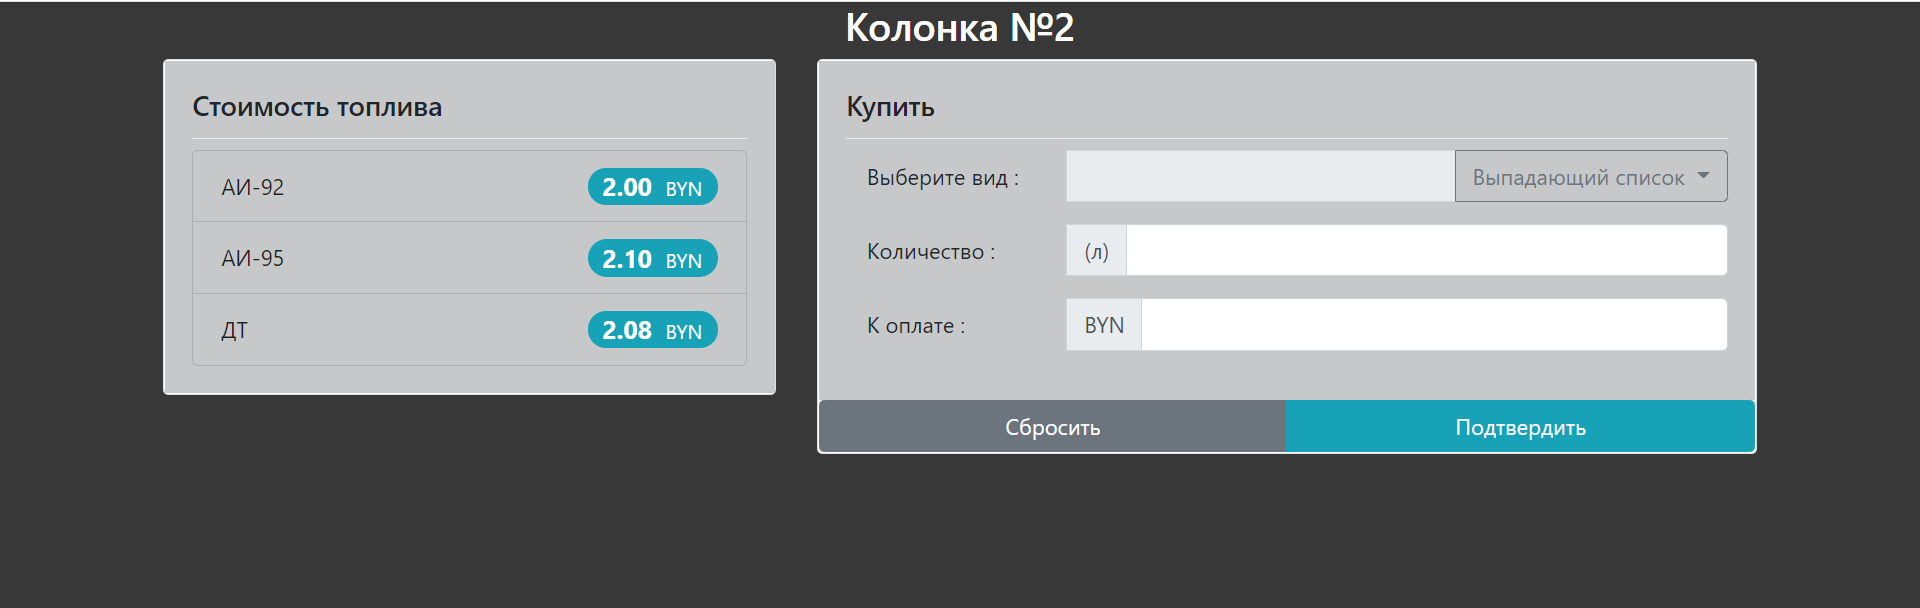 Колонка №2
Стоимость топлива
АИ-92 2.00 BYN
АИ-95 2.10 BYN
ДТ 2.08 BYN
Купить
Выберите вид : Выпадающий список
Количество : (л)
К оплате : BYN
Сбросить Подтвердить